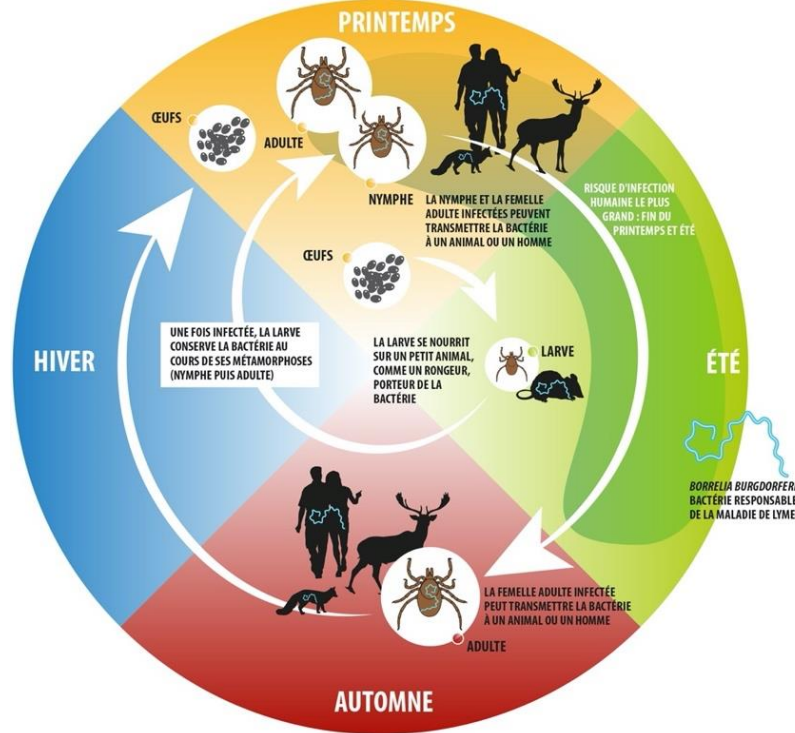 PRINTEMPS
ŒUFS
ADULTE
NYMPHE
LA NYMPHE ET LA FEMELLE
ADULTE INFECTÉES PEUVENT
TRANSMETTRE LA BACTÉRIE
À UN ANIMAL OU UN HOMME
RISQUE D'INFECTION
HUMAINE LE PLUS
GRAND : FIN DU
PRINTEMPS ET ÉTÉ
ŒUFS
UNE FOIS INFECTÉE, LA LARVE
CONSERVE LA BACTÉRIE AU
COURS DE SES MÉTAMORPHOSES
(NYMPHE PUIS ADULTE)
LA LARVE SE NOURRIT
SUR UN PETIT ANIMAL,
COMME UN RONGEUR,
PORTEUR DE LA
BACTÉRIE
LARVE
HIVER
ÉTÉ
BORRELIA BURGDORFERI
BACTÉRIE RESPONSABLE
DE LA MALADIE DE LYME
LA FEMELLE ADULTE INFECTÉE
PEUT TRANSMETTRE LA BACTÉRIE
À UN ANIMAL OU UN HOMME
ADULTE
AUTOMNE